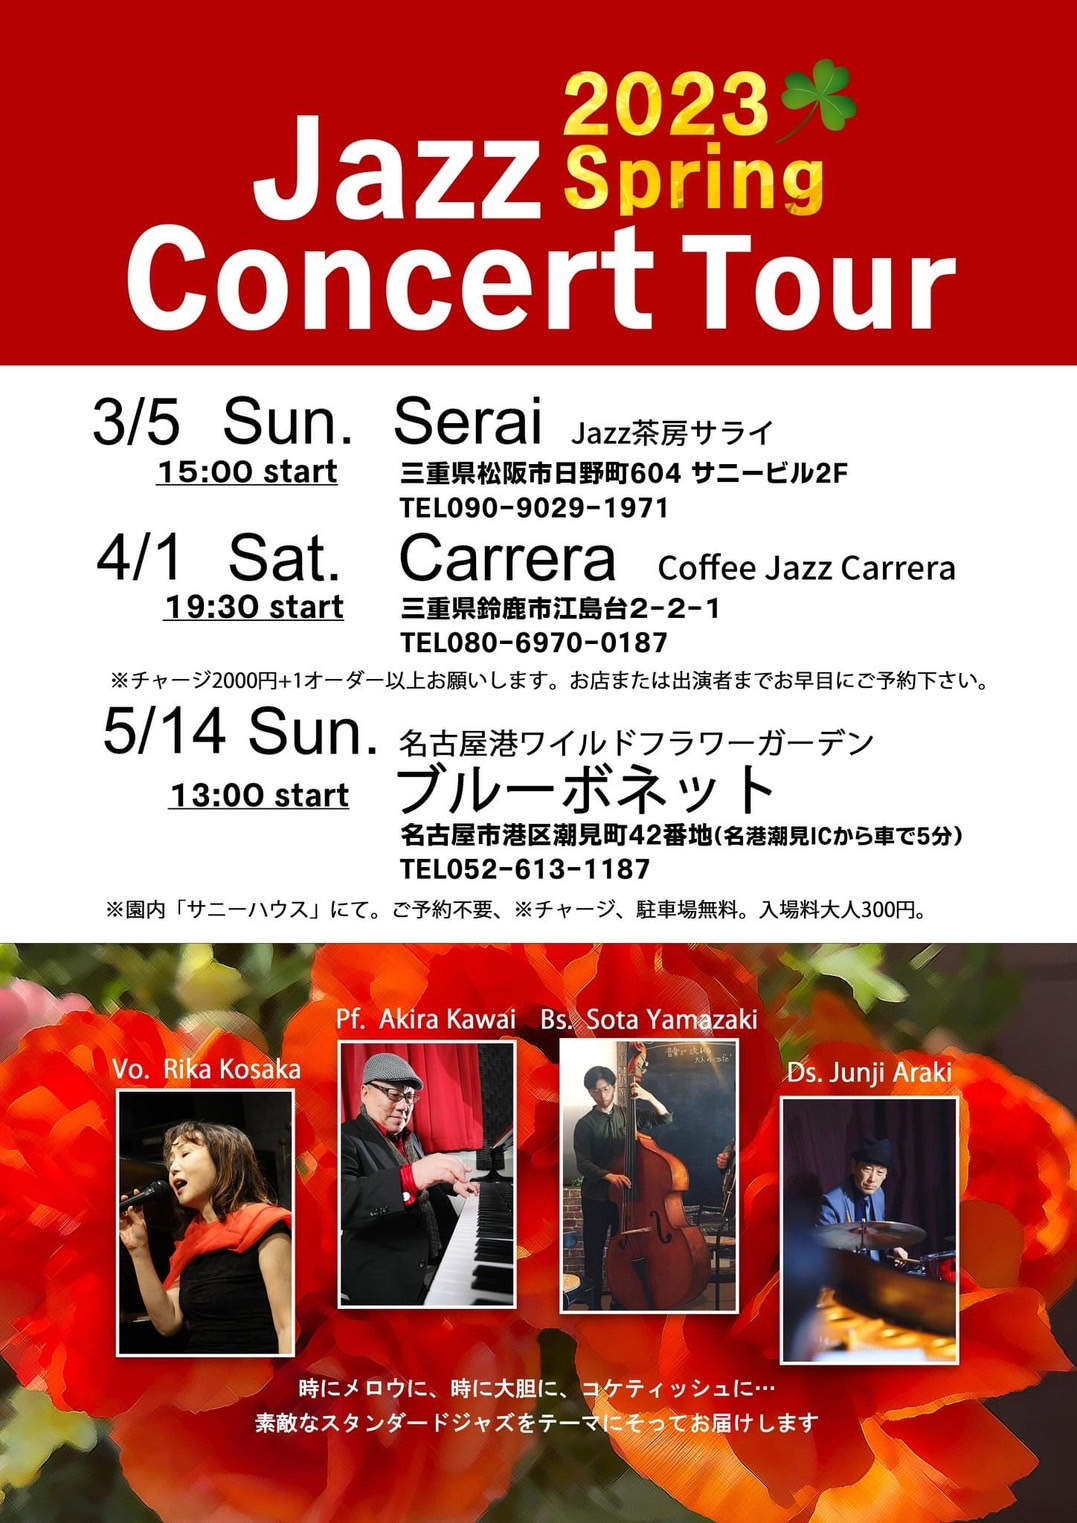 2023
Jazz Spring
Concert Tour
3/5 Sun. Serai Jazz茶房サライ
15:00 start 三重県松阪市日野町604 サニービル2F
TEL090-9029-1971
4/1 Sat. Carrera Coffee Jazz Carrera
19:30 start 三重県鈴鹿市江島台2-2-1
TEL080-6970-0187
※チャージ2000円+1オーダー以上お願いします。お店または出演者までお早目にご予約下さい。
5/14 Sun. 名古屋港ワイルドフラワーガーデン
ブルーボネット
13:00 start
名古屋市港区潮見町42番地(名港潮見ICから車で5分)
TEL052-613-1187
※園内「サニーハウス」にて。ご予約不要、※チャージ、駐車場無料。入場料大人300円。
Pf. Akira Kawai Bs. Sota Yamazaki
Vo. Rika Kosaka Ds. Junji Araki
時にメロウに、時に大胆に、コケティッシュに…
素敵なスタンダードジャズをテーマにそってお届けします